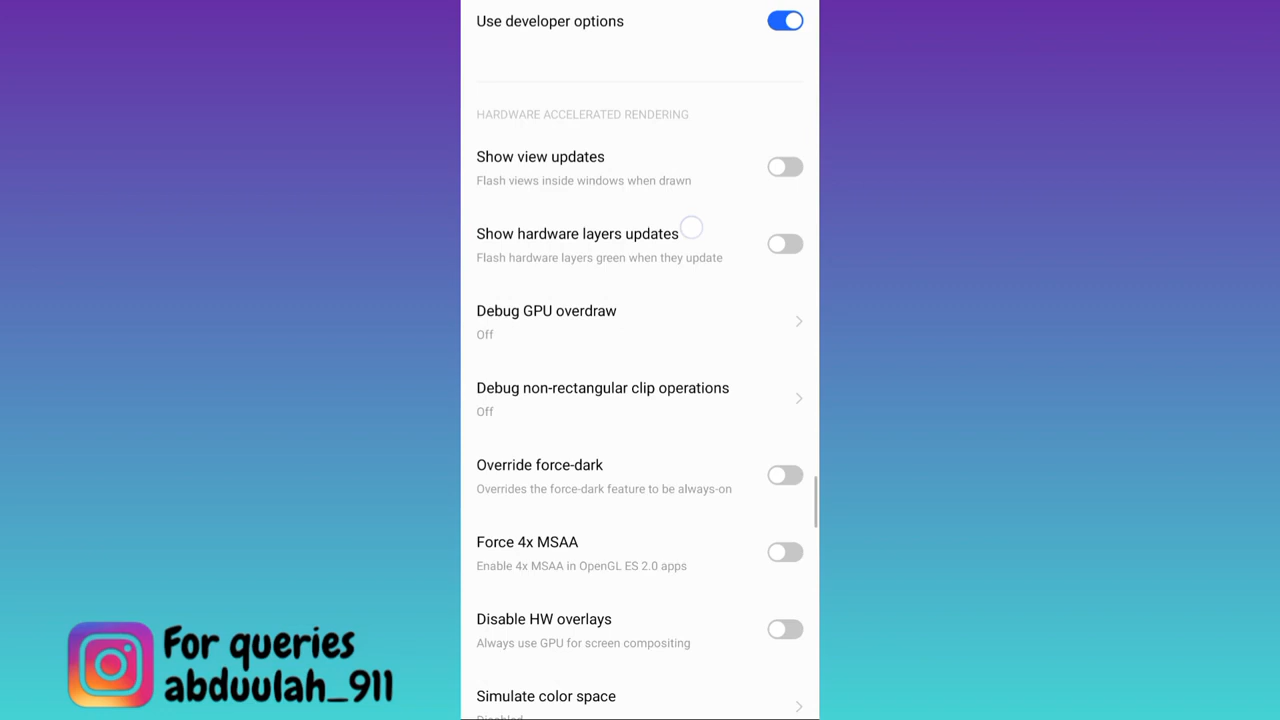 Use developer options
HARDWARE ACCELERATED RENDERING
Show view updates
Flash views inside windows when drawn
Show hardware layers updates
Flash hardware layers green when they update
Debug GPU overdraw
Off
Debug non-rectangular clip operations
Off
Override force-dark
Overrides the force-dark feature to be always-on
Force 4x MSAA
Enable 4x MSAA in OpenGL ES 2.0 apps
Disable HW overlays
Always use GPU for screen compositing
Simulate color space
Disabled
For queries
abduulah_911